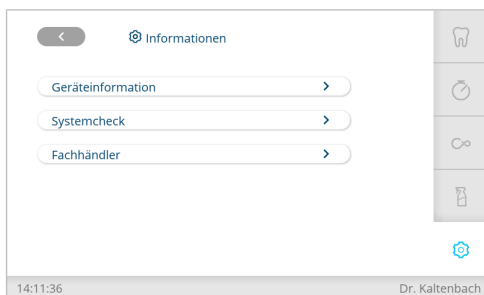 Informationen
Geräteinformation
Systemcheck
Fachhändler
14:11:36 Dr. Kaltenbach